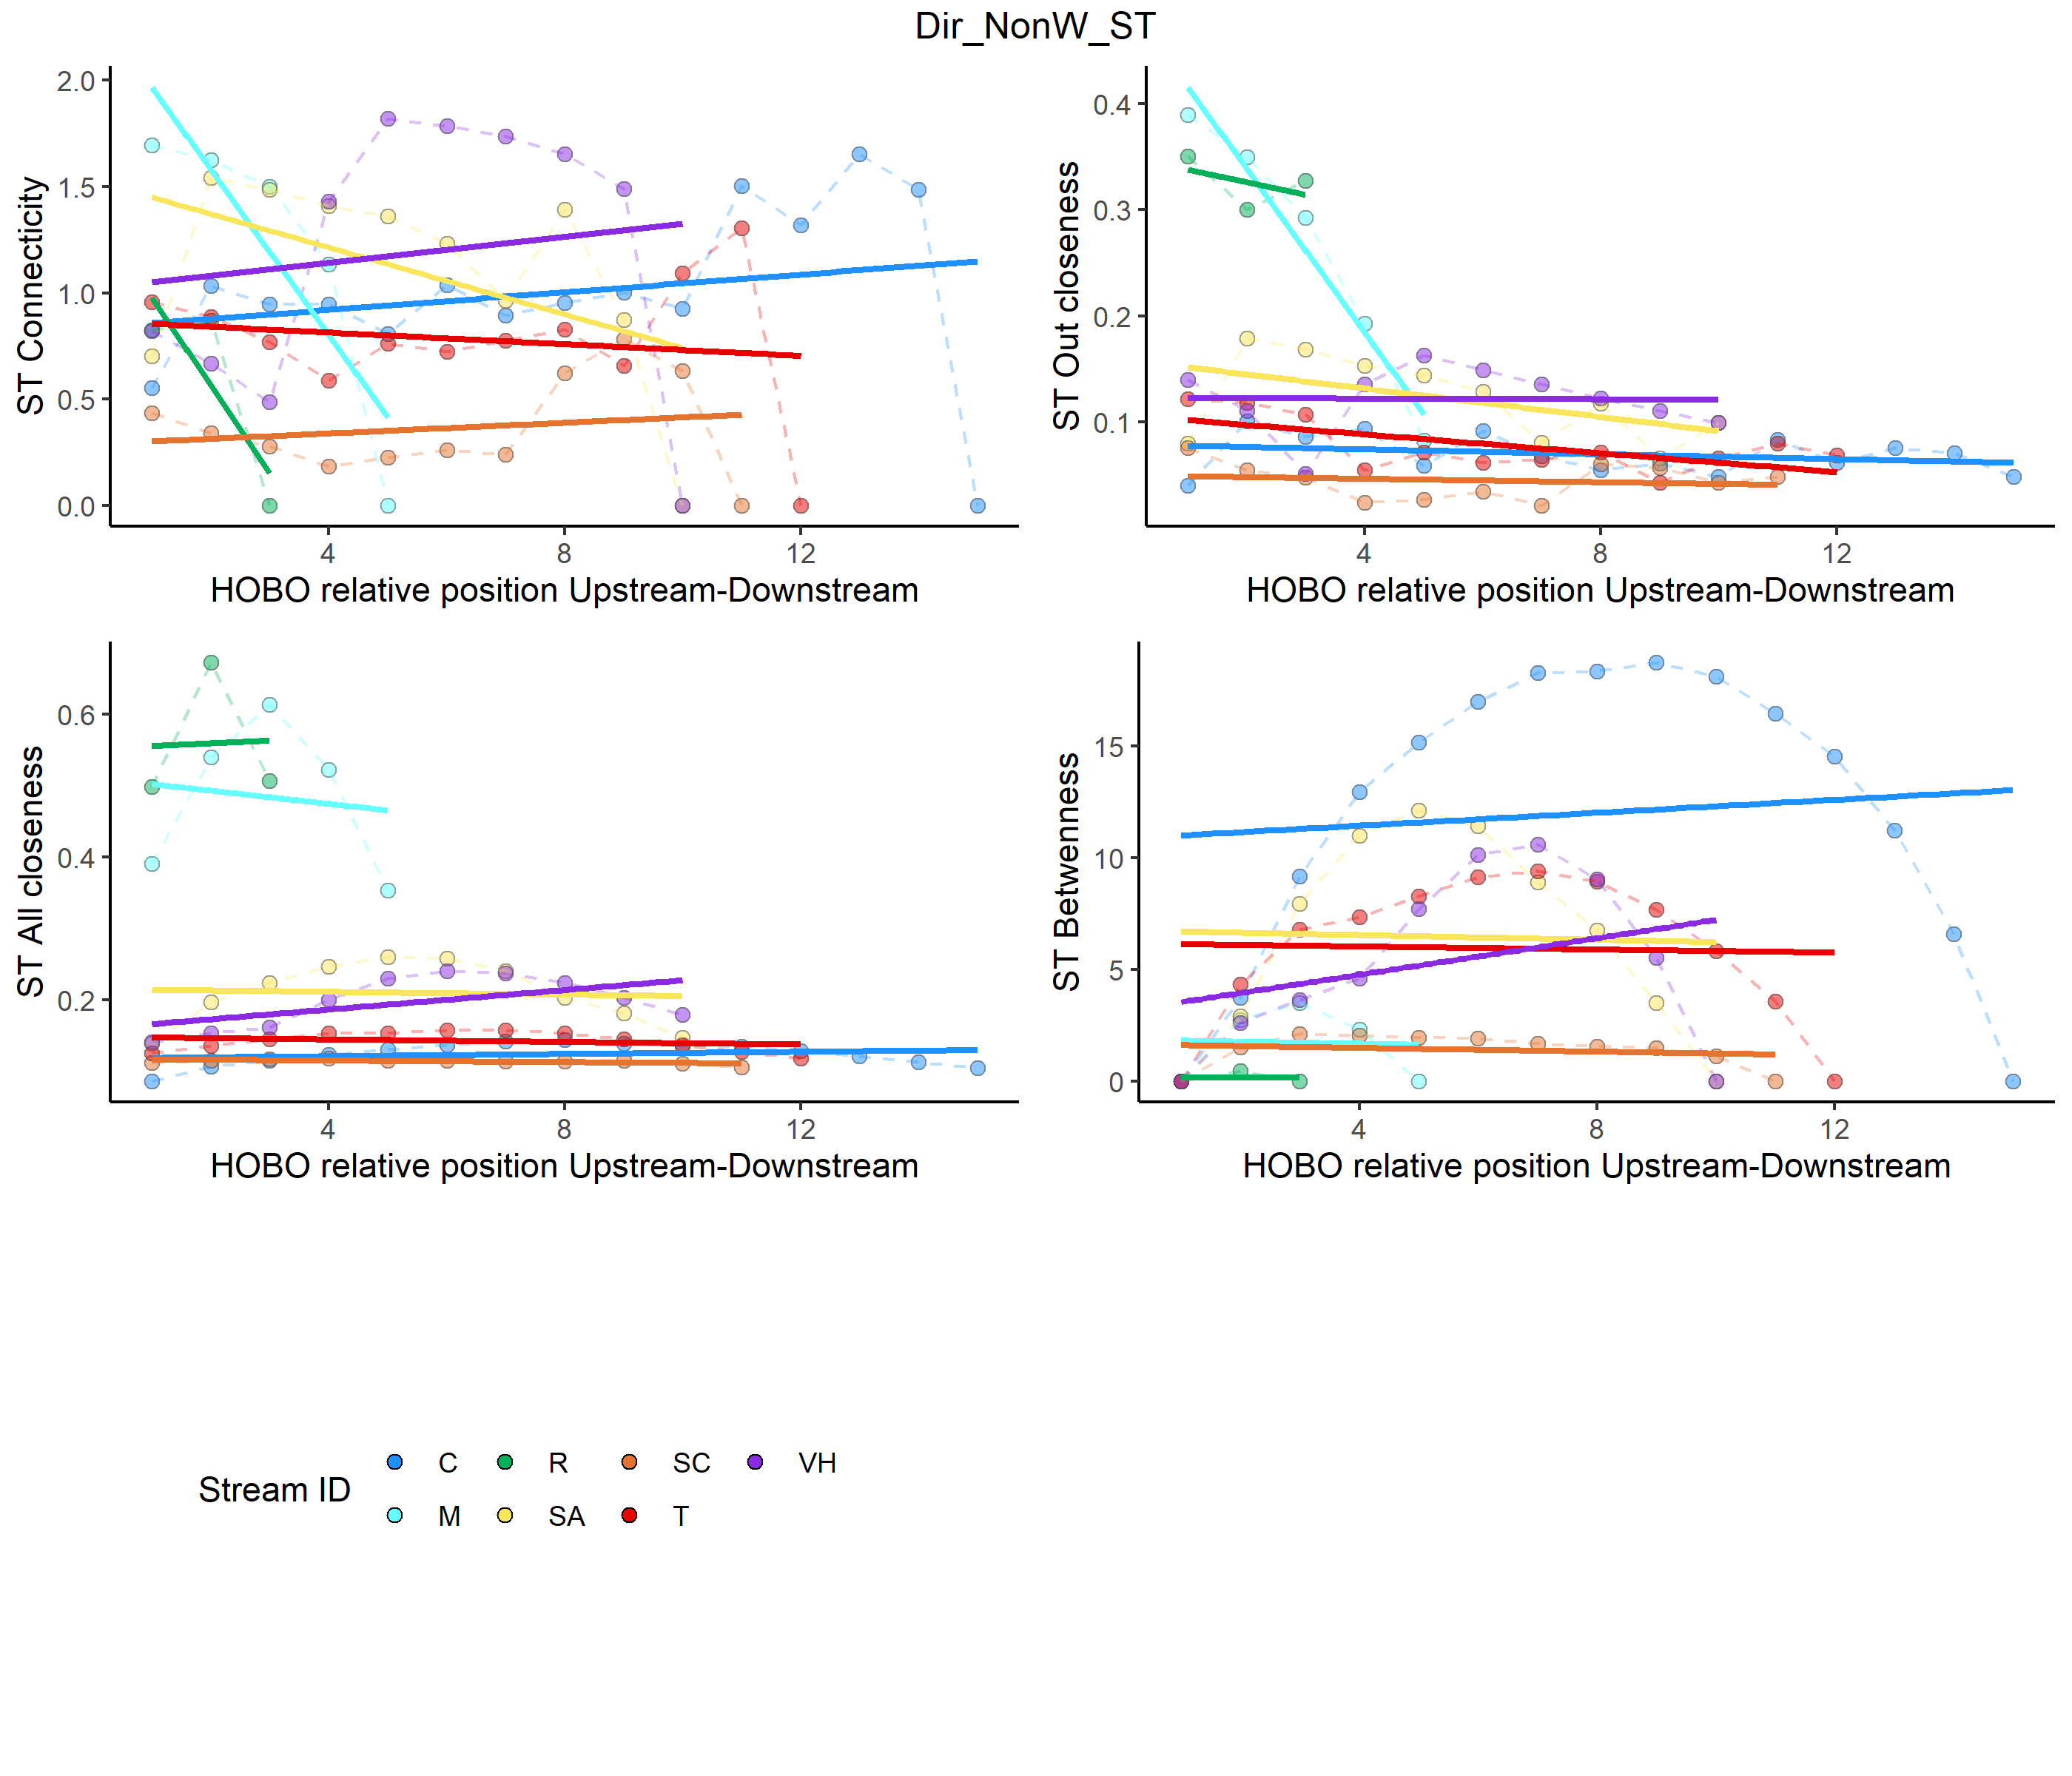 Dir_NonW_ST
ST Connecticity
2.0
1.5
1.0
0.5
0.0
4 8 12
HOBO relative position Upstream-Downstream
ST Out closeness
0.4
0.3
0.2
0.1
4 8 12
HOBO relative position Upstream-Downstream
ST All closeness
0.6
0.4
0.2
4 8 12
HOBO relative position Upstream-Downstream
ST Betwenness
15
10
5
0
4 8 12
HOBO relative position Upstream-Downstream
Stream ID
C R SC VH
M SA T